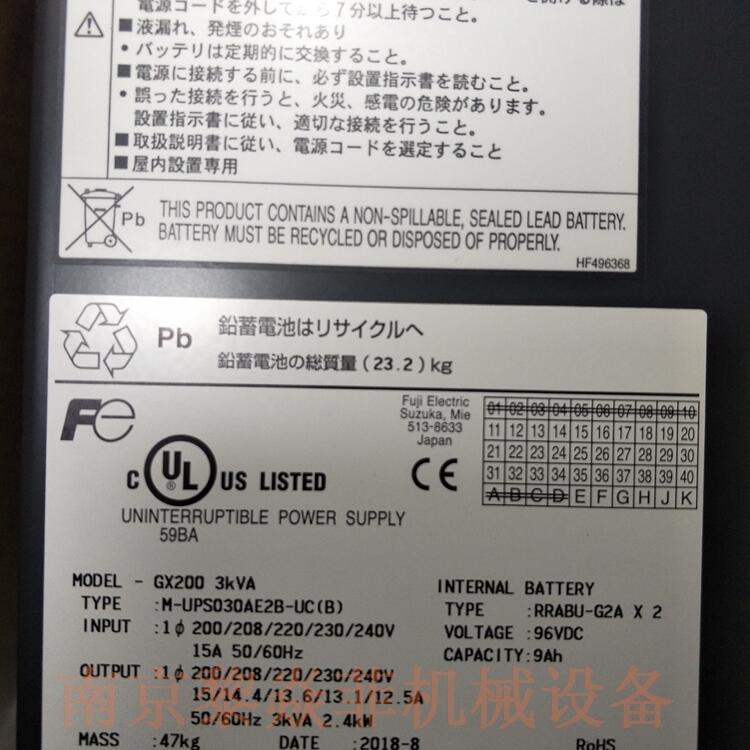 電源コードを外してから7分以上待つこと。
■液漏れ、発煙のおそれあり
・バッテリは定期的に交換すること。
■電源に接続する前に、必ず設置指示書を読むこと。
・誤った接続を行うと、火災、感電の危険があります。
設置指示書に従い、適切な接続を行うこと。
■取扱説明書に従い、電源コードを選定すること
■屋内設置専用
Pb
THIS PRODUCT CONTAINS A NON-SPILLABLE, SEALED LEAD BATTERY.
BATTERY MUST BE RECYCLED OR DISPOSED OF PROPERLY.
HF496368
Pb 鉛蓄電池はリサイクルへ
鉛蓄電池の総質量(23.2)kg
Fe
Fuji Electric
Suzuka, Mie
513-8633
Japan
01 02 03 04 05 06 07 08 09 10
11 12 13 14 15 16 17 18 19 20
21 22 23 24 25 26 27 28 29 30
31 32 33 34 35 36 37 38 39 40
A B C D E F G H J K
C UL ® US LISTED
CE
UNINTERRUPTIBLE POWER SUPPLY
59BA
MODEL - GX200 3kVA
TYPE :M-UPS030AE2B-UC(B)
INPUT :1φ 200/208/220/230/240V
15A 50/60Hz
OUTPUT :1φ 200/208/220/230/240V
15/14.4/13.6/13.1/12.5A
50/60Hz 3kVA 2.4kW
MASS :47kg DATE :2018-8
INTERNAL BATTERY
TYPE :RRABU-G2A X 2
VOLTAGE :96VDC
CAPACITY:9Ah
RoHS